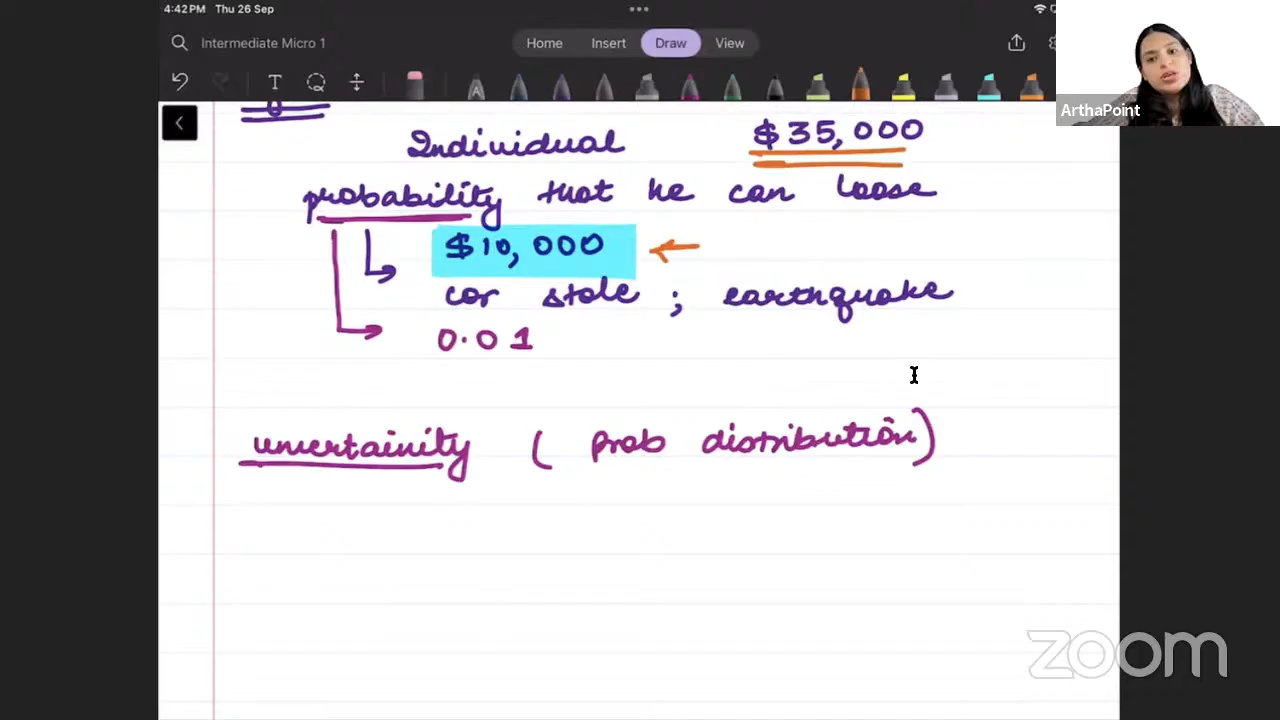 4:42 PM Thu 26 Sep
Intermediate Micro 1
Home Insert Draw View
T
A
ArthaPoint
Individual $35,000
probability that he can loose
$10,000
car stole ; earthquake
0.01
uncertainity ( prob distribution)
zoom